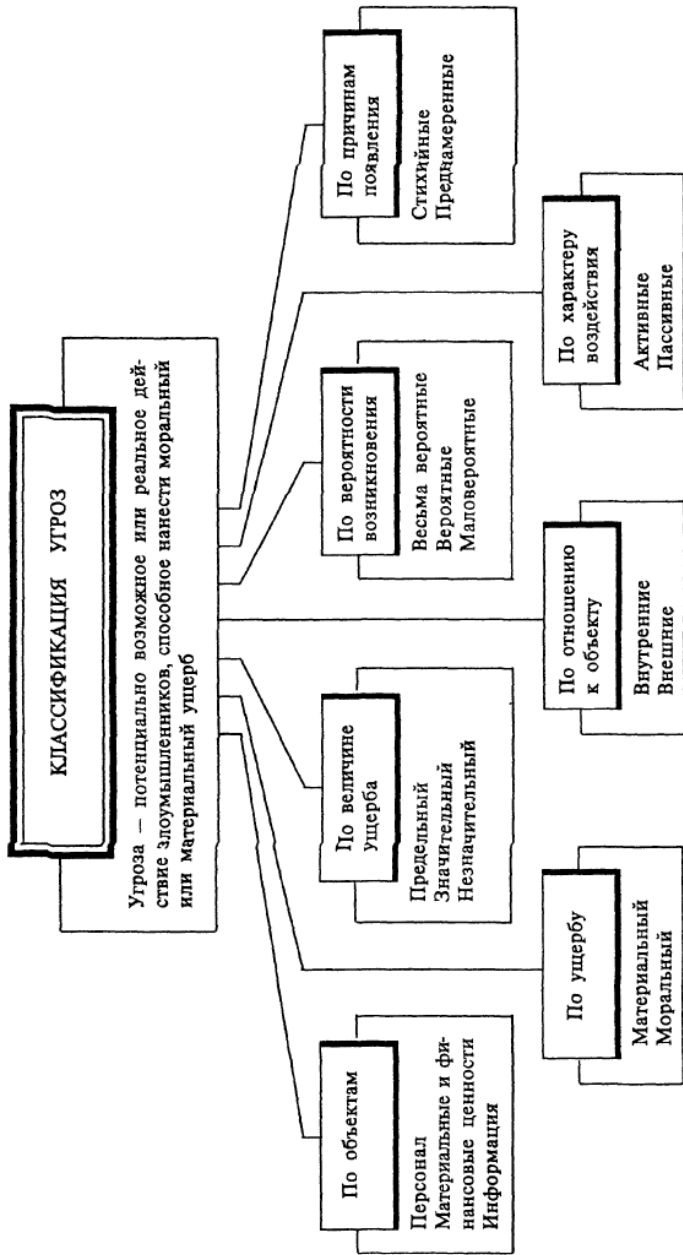 КЛАССИФИКАЦИЯ УГРОЗ
Угроза — потенциально возможное или реальное дей-
ствие злоумышленников, способное нанести моральный
или материальный ущерб
По объектам
Персонал
Материальные и фи-
нансовые ценности
Информация
По величине
ущерба
Предельный
Значительный
Незначительный
По вероятности
возникновения
Весьма вероятные
Вероятные
Маловероятные
По причинам
появления
Стихийные
Преднамеренные
По ущербу
Материальный
Моральный
По отношению
к объекту
Внутренние
Внешние
По характеру
воздействия
Активные
Пассивные